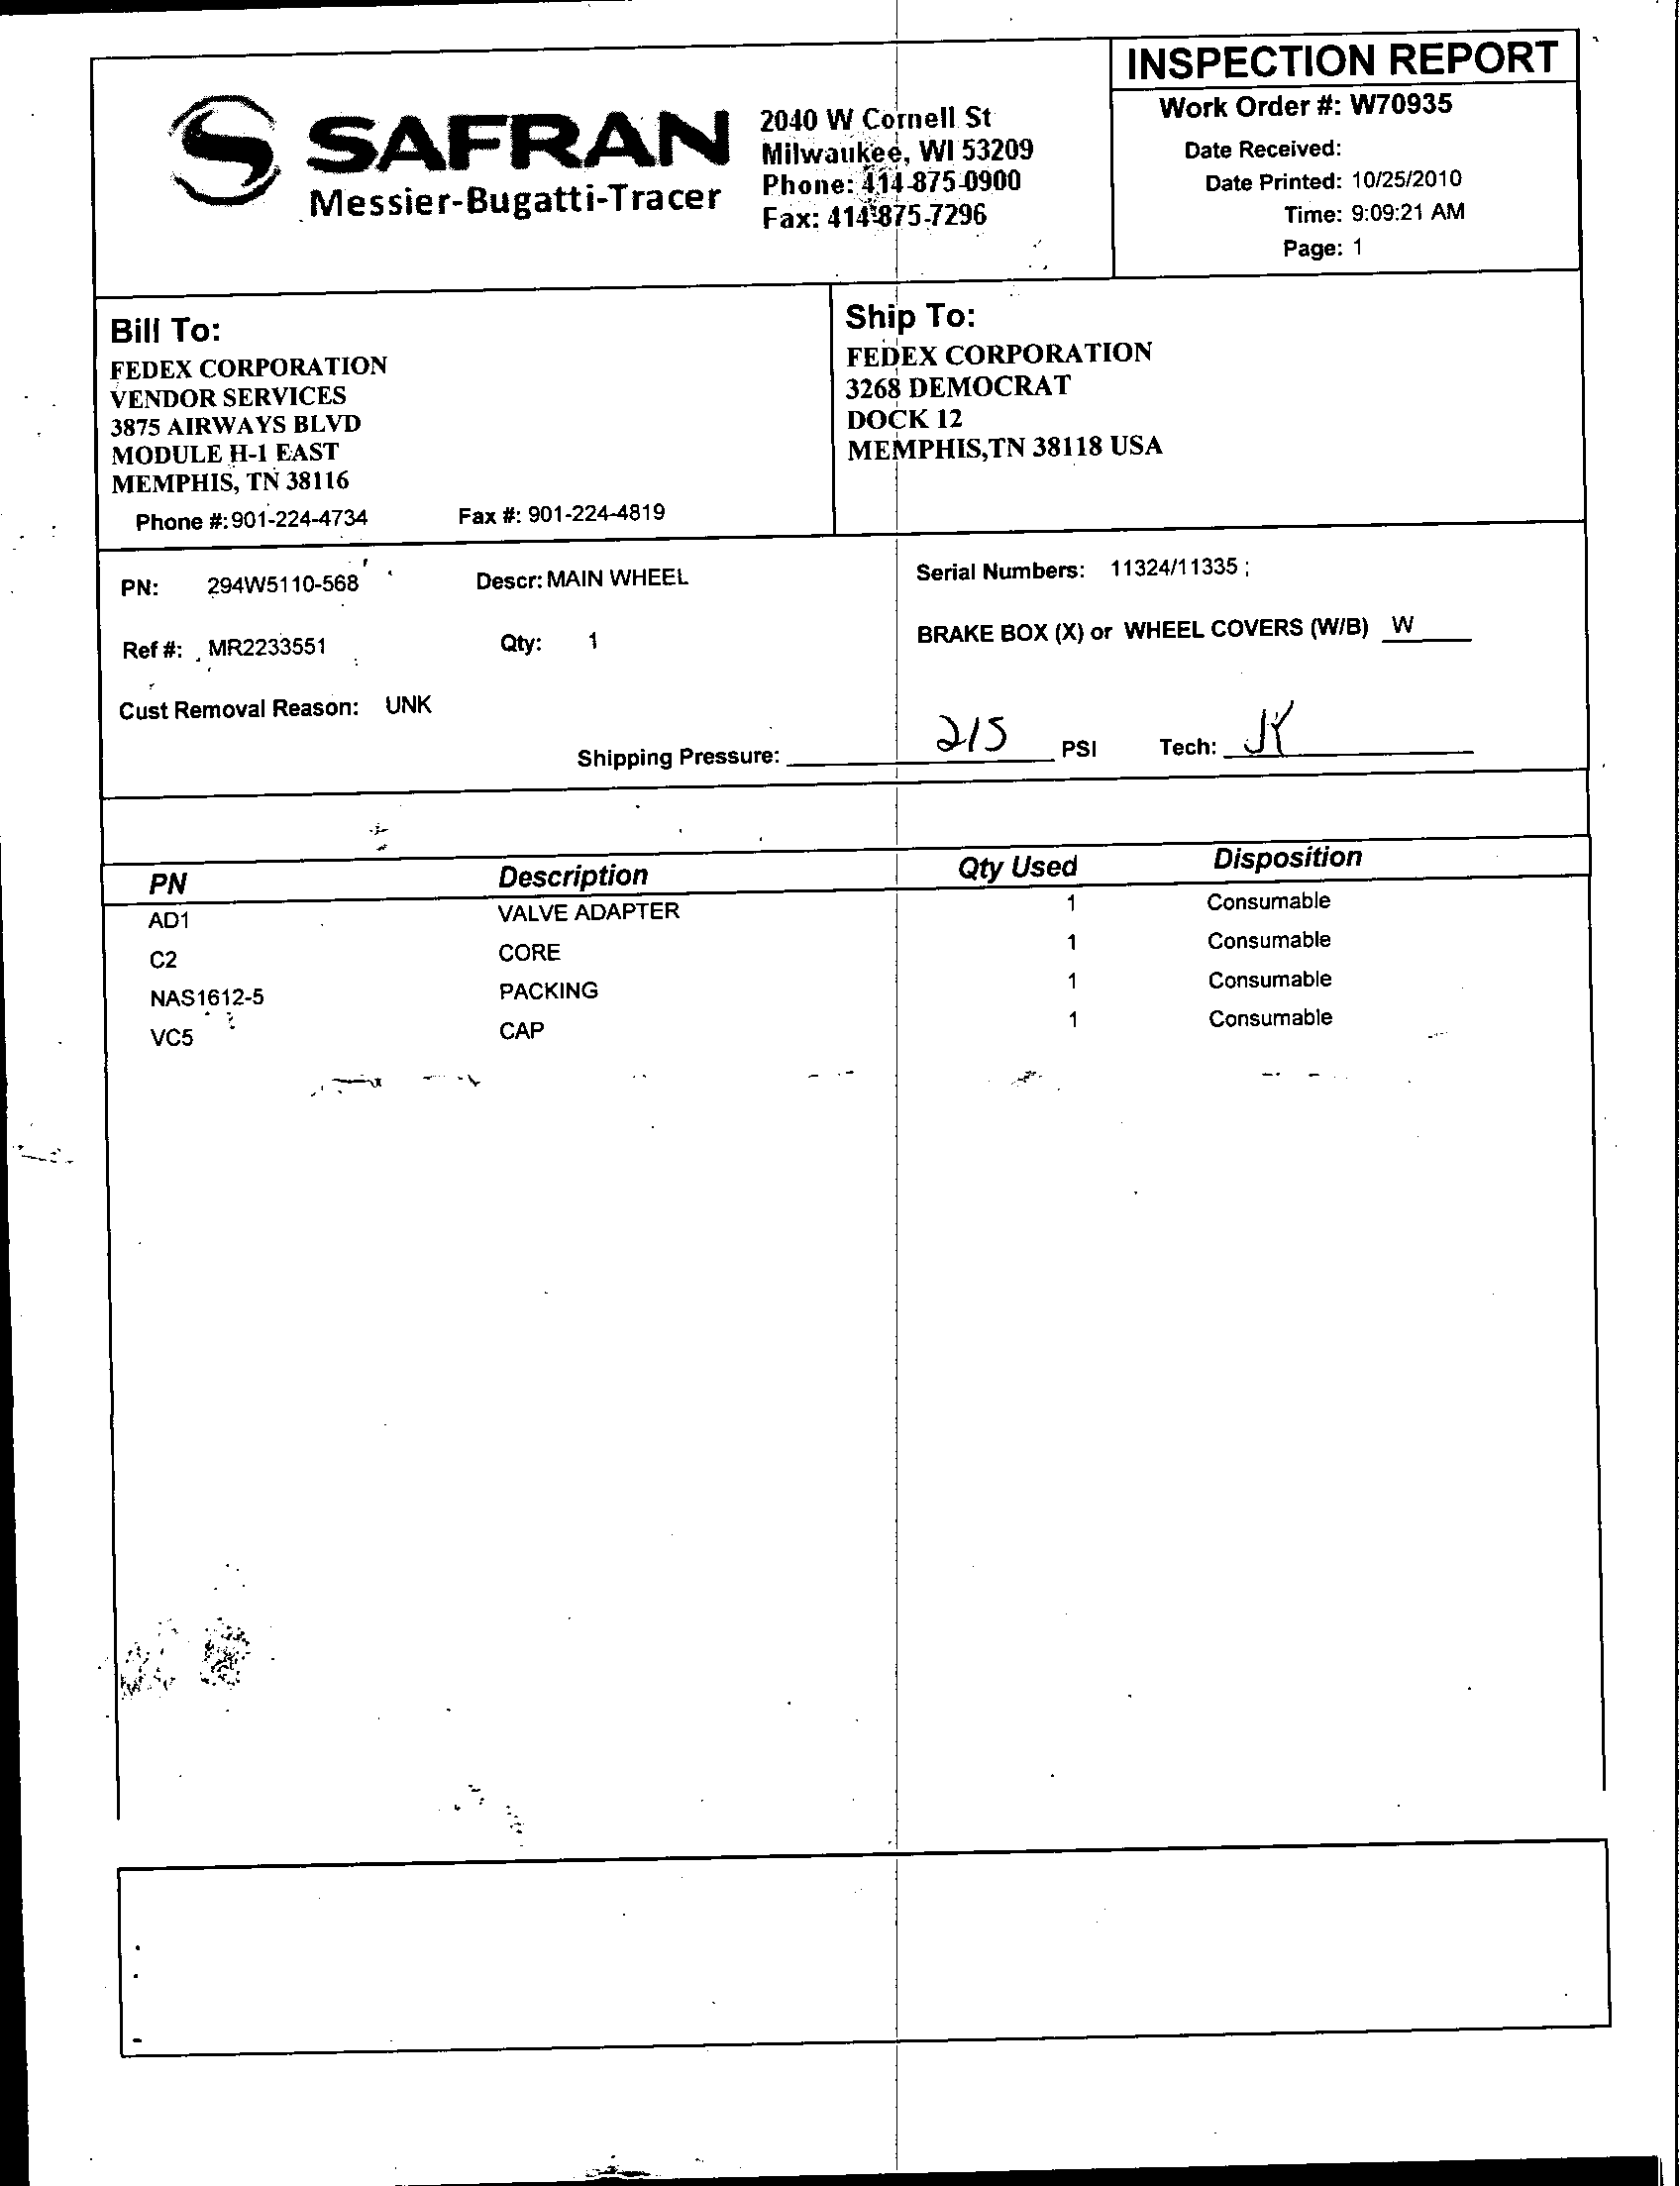 INSPECTION REPORT
SAFRAN
Messier-Bugatti-Tracer
2040 W Cornell St
Milwaukee, WI 53209
Phone: 414-875-0900
Fax: 414-875-7296
Work Order #: W70935
Date Received:
Date Printed: 10/25/2010
Time: 9:09:21 AM
Page: 1
Bill To:
FEDEX CORPORATION
VENDOR SERVICES
3875 AIRWAYS BLVD
MODULE H-1 EAST
MEMPHIS, TN 38116
Phone #: 901-224-4734 Fax #: 901-224-4819
Ship To:
FEDEX CORPORATION
3268 DEMOCRAT
DOCK 12
MEMPHIS,TN 38118 USA
PN: 294W5110-568 Descr: MAIN WHEEL Serial Numbers: 11324/11335 ;
Ref #: MR2233551 Qty: 1 BRAKE BOX (X) or WHEEL COVERS (W/B) W
Cust Removal Reason: UNK
Shipping Pressure: 215 PSI Tech: JK
PN Description Qty Used Disposition
AD1 VALVE ADAPTER 1 Consumable
C2 CORE 1 Consumable
NAS1612-5 PACKING 1 Consumable
VC5 CAP 1 Consumable